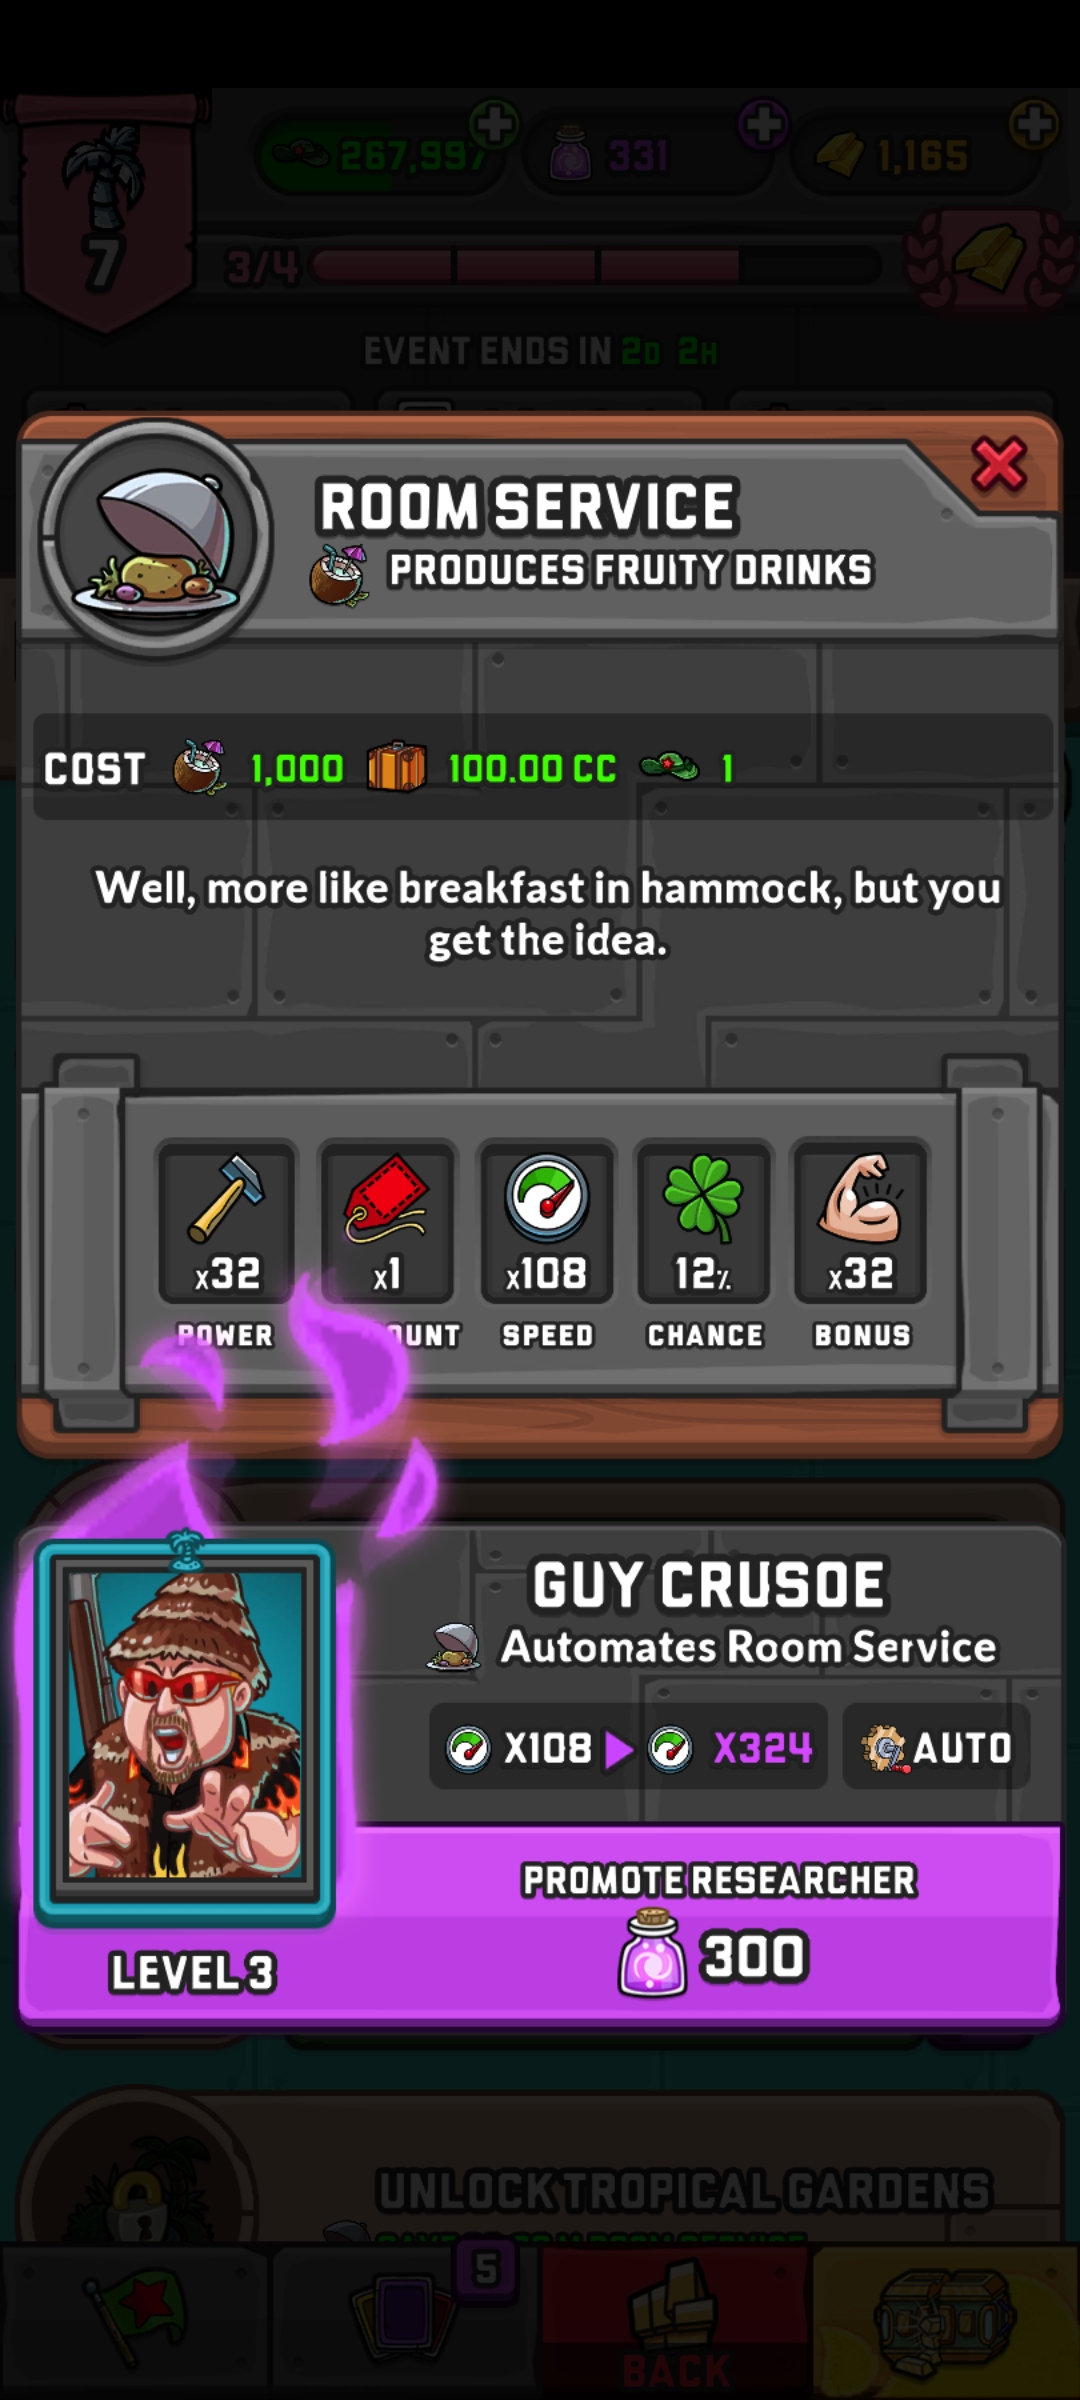 267,997
331
1,165
7
3/4
EVENT ENDS IN 2D 2H
ROOM SERVICE
PRODUCES FRUITY DRINKS
COST 1,000 100.00 CC 1
Well, more like breakfast in hammock, but you
get the idea.
x32 x1 x108 12% x32
POWER OUNT SPEED CHANCE BONUS
GUY CRUSOE
Automates Room Service
X108 X324 AUTO
PROMOTE RESEARCHER
300
LEVEL 3
UNLOCK TROPICAL GARDENS
5
BACK